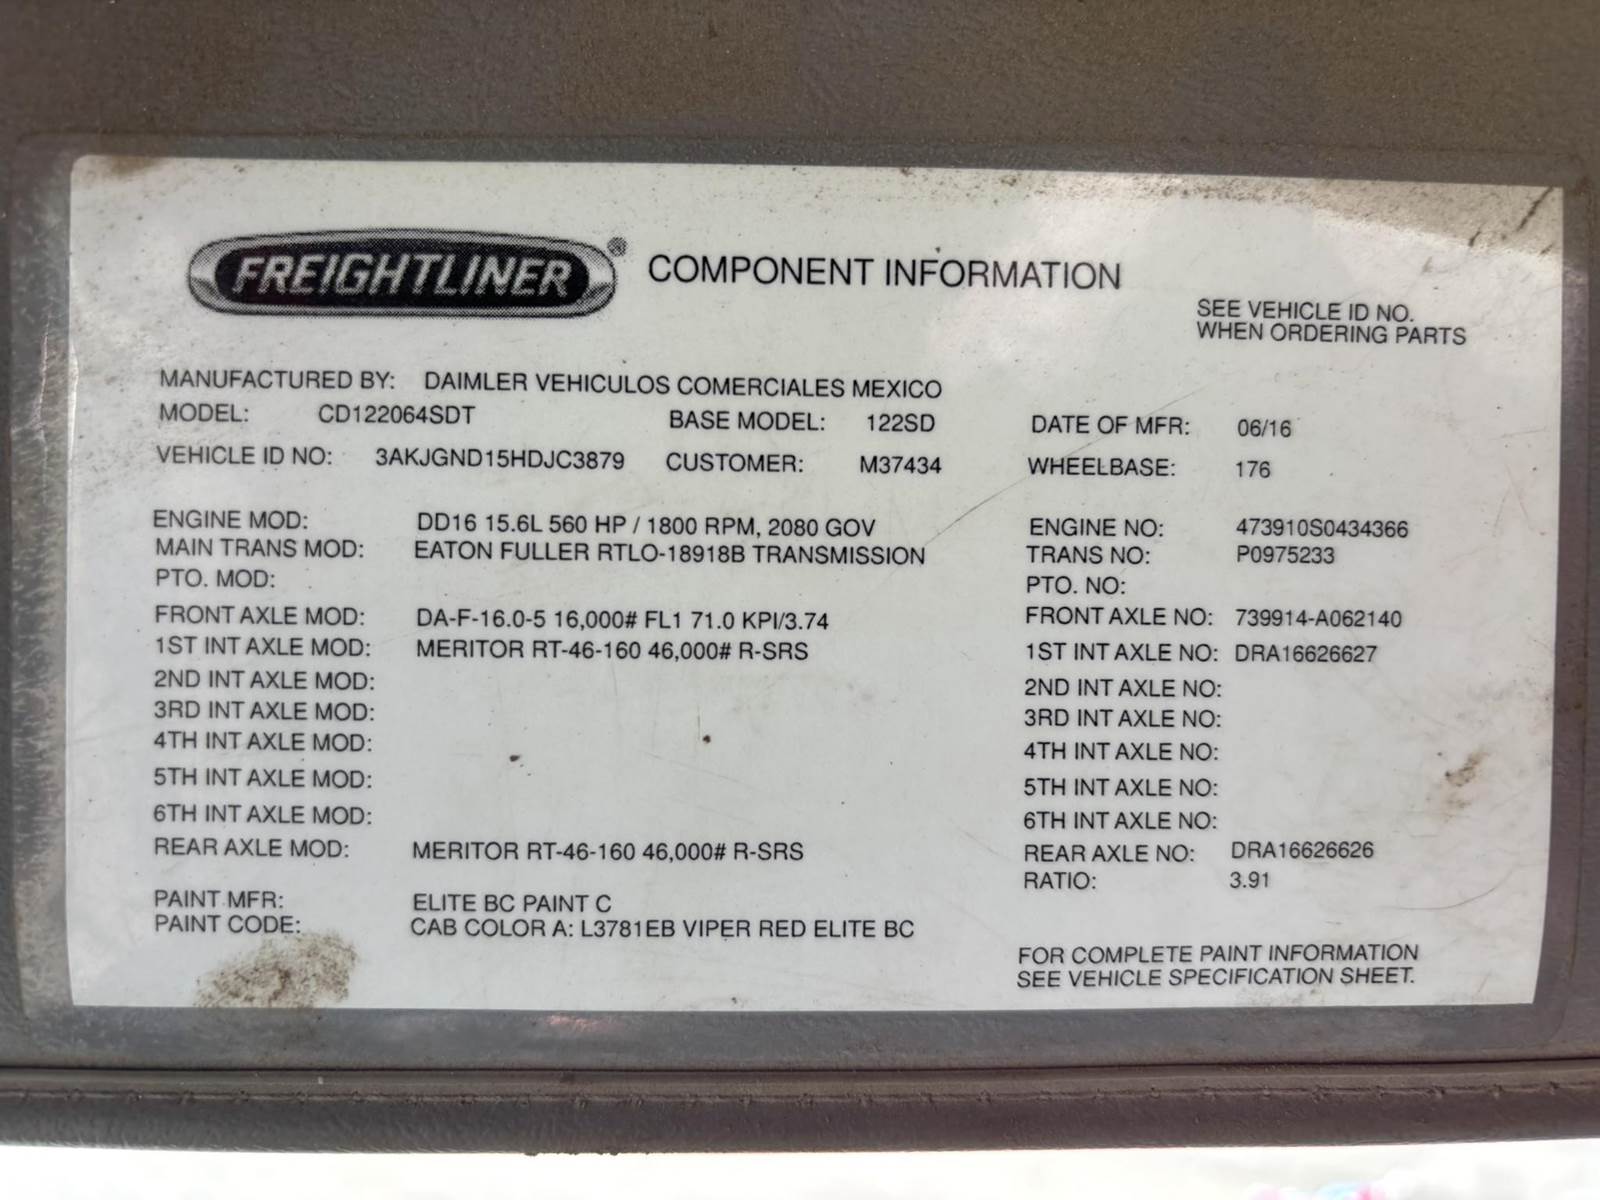 FREIGHTLINER® COMPONENT INFORMATION
SEE VEHICLE ID NO.
WHEN ORDERING PARTS
MANUFACTURED BY: DAIMLER VEHICULOS COMERCIALES MEXICO
MODEL: CD122064SDT BASE MODEL: 122SD DATE OF MFR: 06/16
VEHICLE ID NO: 3AKJGND15HDJC3879 CUSTOMER: M37434 WHEELBASE: 176
ENGINE MOD: DD16 15.6L 560 HP / 1800 RPM, 2080 GOV ENGINE NO: 473910S0434366
MAIN TRANS MOD: EATON FULLER RTLO-18918B TRANSMISSION TRANS NO: P0975233
PTO. MOD: PTO. NO:
FRONT AXLE MOD: DA-F-16.0-5 16,000# FL1 71.0 KPI/3.74 FRONT AXLE NO: 739914-A062140
1ST INT AXLE MOD: MERITOR RT-46-160 46,000# R-SRS 1ST INT AXLE NO: DRA16626627
2ND INT AXLE MOD: 2ND INT AXLE NO:
3RD INT AXLE MOD: 3RD INT AXLE NO:
4TH INT AXLE MOD: 4TH INT AXLE NO:
5TH INT AXLE MOD: 5TH INT AXLE NO:
6TH INT AXLE MOD: 6TH INT AXLE NO:
REAR AXLE MOD: MERITOR RT-46-160 46,000# R-SRS REAR AXLE NO: DRA16626626
RATIO: 3.91
PAINT MFR: ELITE BC PAINT C
PAINT CODE: CAB COLOR A: L3781EB VIPER RED ELITE BC
FOR COMPLETE PAINT INFORMATION
SEE VEHICLE SPECIFICATION SHEET.